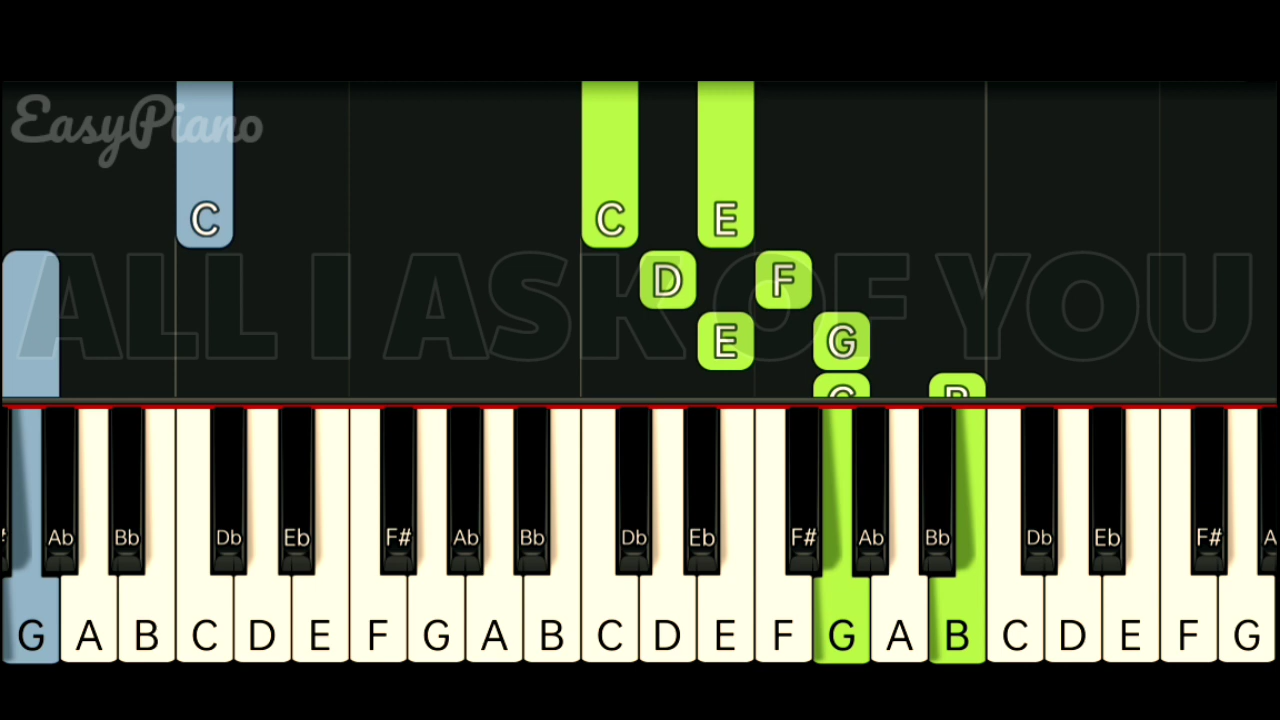 EasyPiano
C C E
D F
ALL I ASK OF YOU
E G
G B
Ab Bb Db Eb F# Ab Bb Db Eb F# Ab Bb Db Eb F#
G A B C D E F G A B C D E F G A B C D E F G